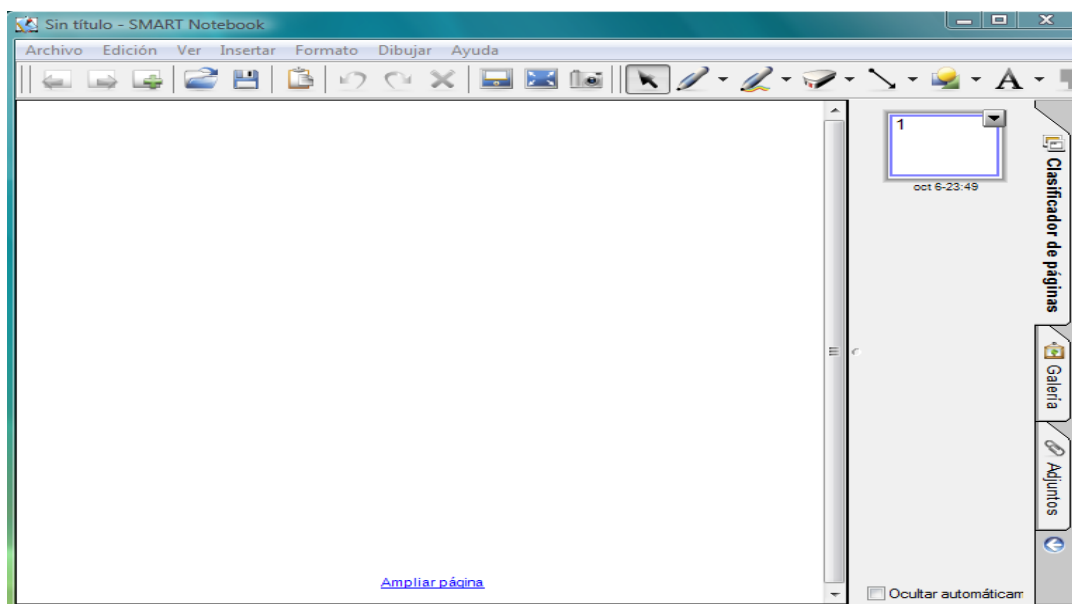 Sin título - SMART Notebook
Archivo Edición Ver Insertar Formato Dibujar Ayuda
A
1
oct 6-23:49
Clasificador de páginas
Galería
Adjuntos
Ampliar página
Ocultar automáticam